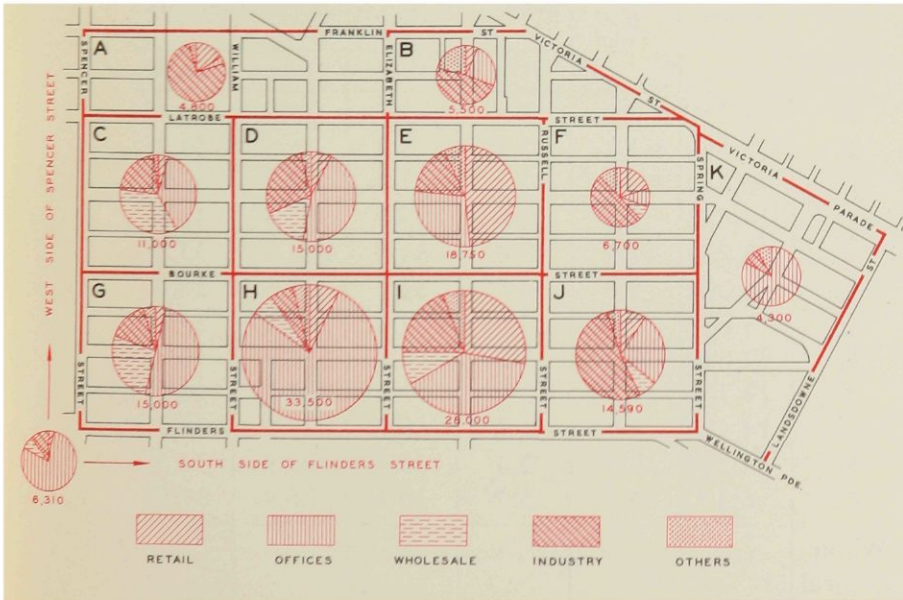 FRANKLIN ST
VICTORIA ST
SPENCER
A
WILLIAM
ELIZABETH
B
4,800
5,500
LATROBE STREET
C
D
E
RUSSELL
F
SPRING
K
VICTORIA PARADE
11,000
15,000
18,750
6,700
4,300
BOURKE STREET
ST
G
H
I
J
15,000
33,500
14,590
STREET
STREET
STREET
STREET
LANSDOWNE
FLINDERS STREET
WELLINGTON PDE.
WEST SIDE OF SPENCER STREET
SOUTH SIDE OF FLINDERS STREET
6,310
RETAIL
OFFICES
WHOLESALE
INDUSTRY
OTHERS